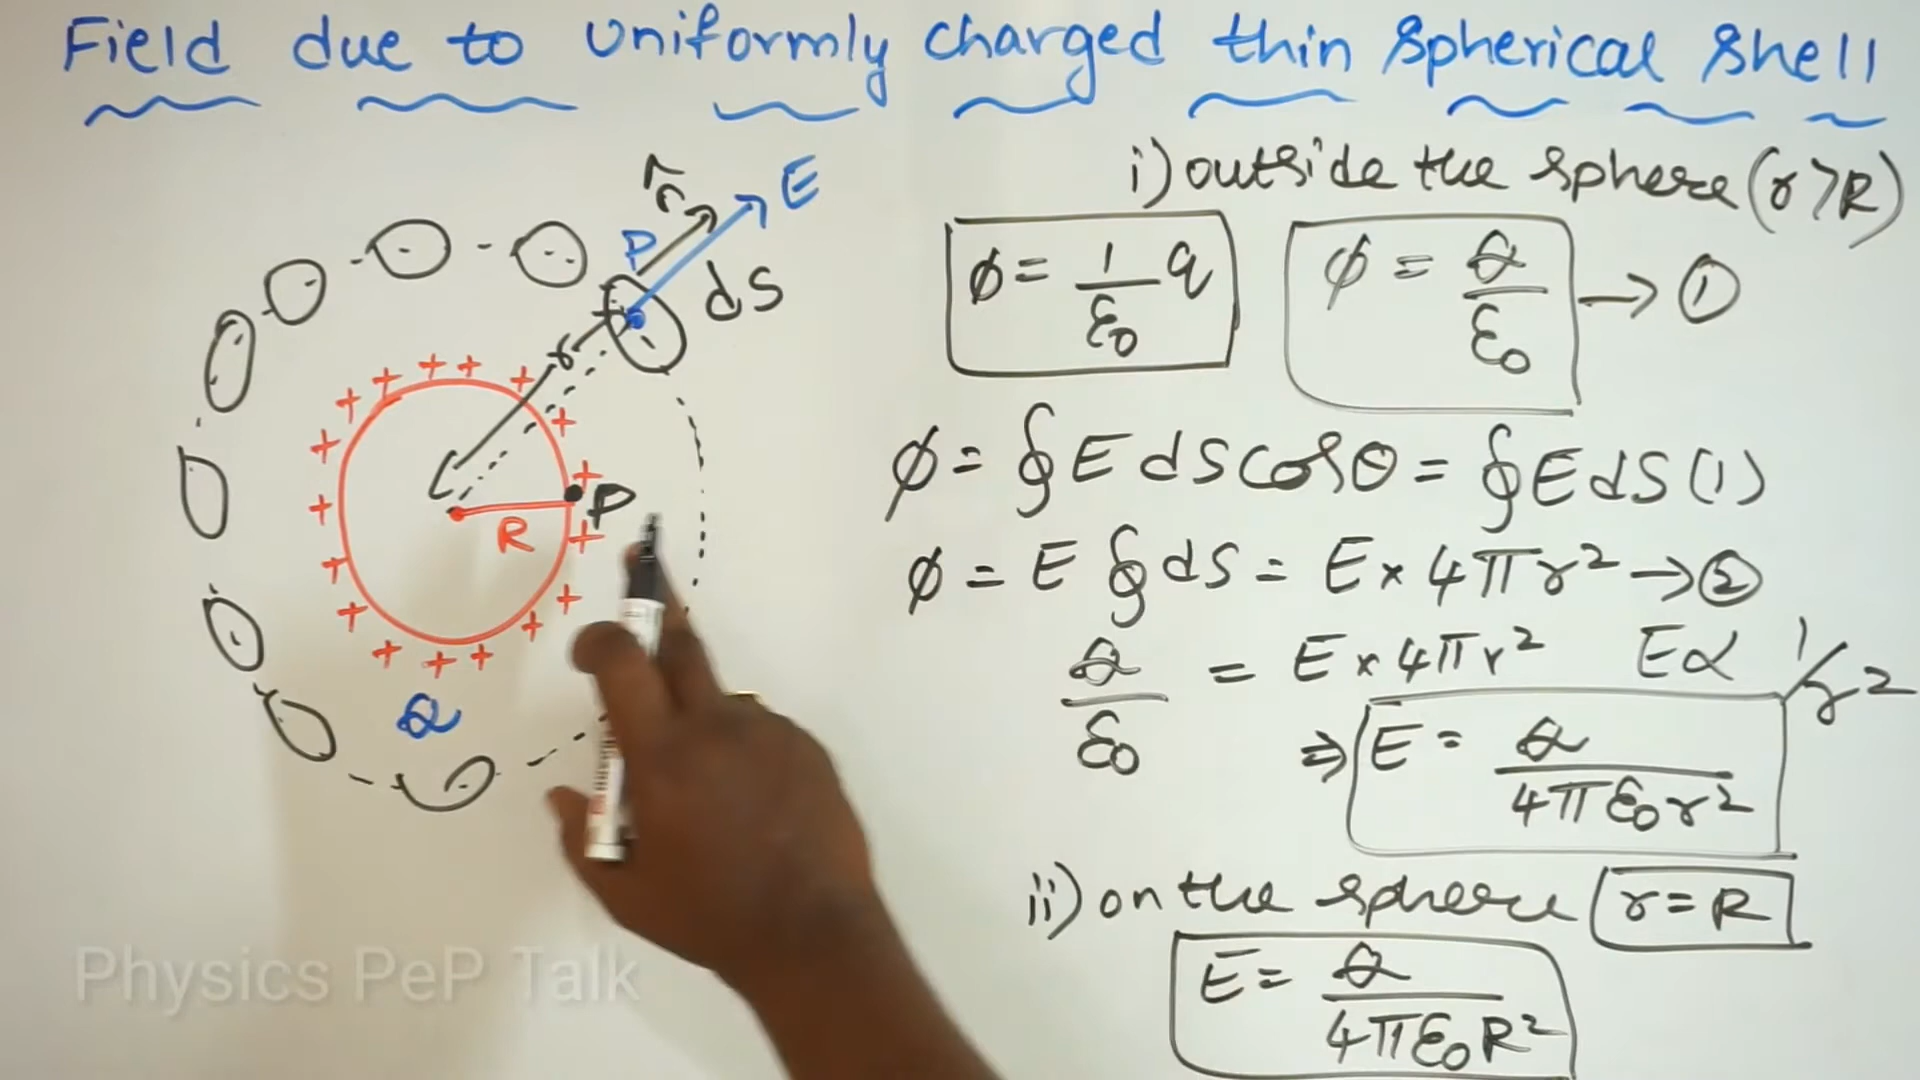 Field due to uniformly charged thin spherical shell
i) outside the sphere (r > R)
ϕ = 1/ε₀ q
ϕ = Q/ε₀ → ①
ϕ = ∮ E dS cosθ = ∮ E dS (1)
ϕ = E ∮ dS = E × 4πr² → ②
Q/ε₀ = E × 4πr² E ∝ 1/r²
⇒ E = Q/4πε₀r²
ii) on the sphere r = R
E = Q/4πε₀R²
r̂
E
P
dS
r
+ + + + + + + + + + + + + + + + + + +
P
R
Q
Physics PeP Talk